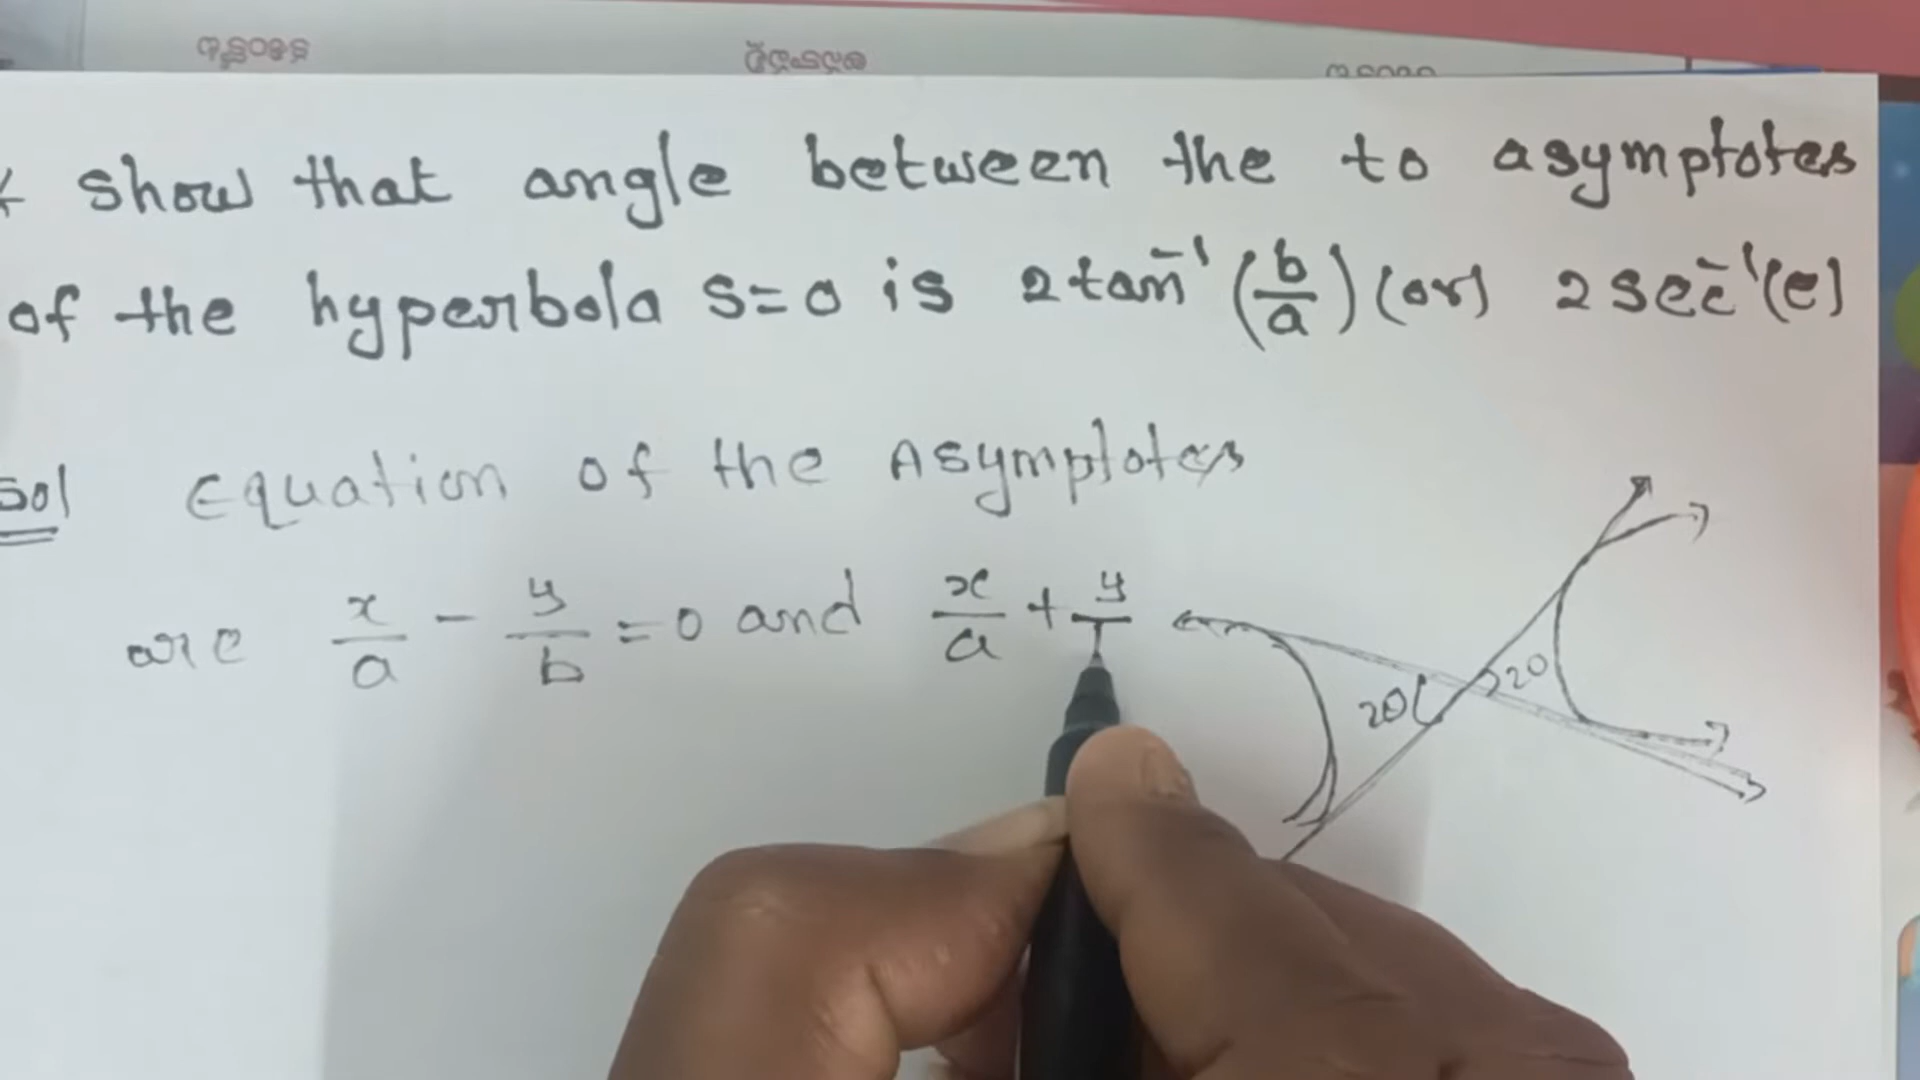 show that angle between the to asymptotes
of the hyperbola S=0 is 2tan⁻¹(b/a) (or) 2sec⁻¹(e)
Sol Equation of the Asymptotes
are x/a - y/b = 0 and x/a + y/
2θ 2θ